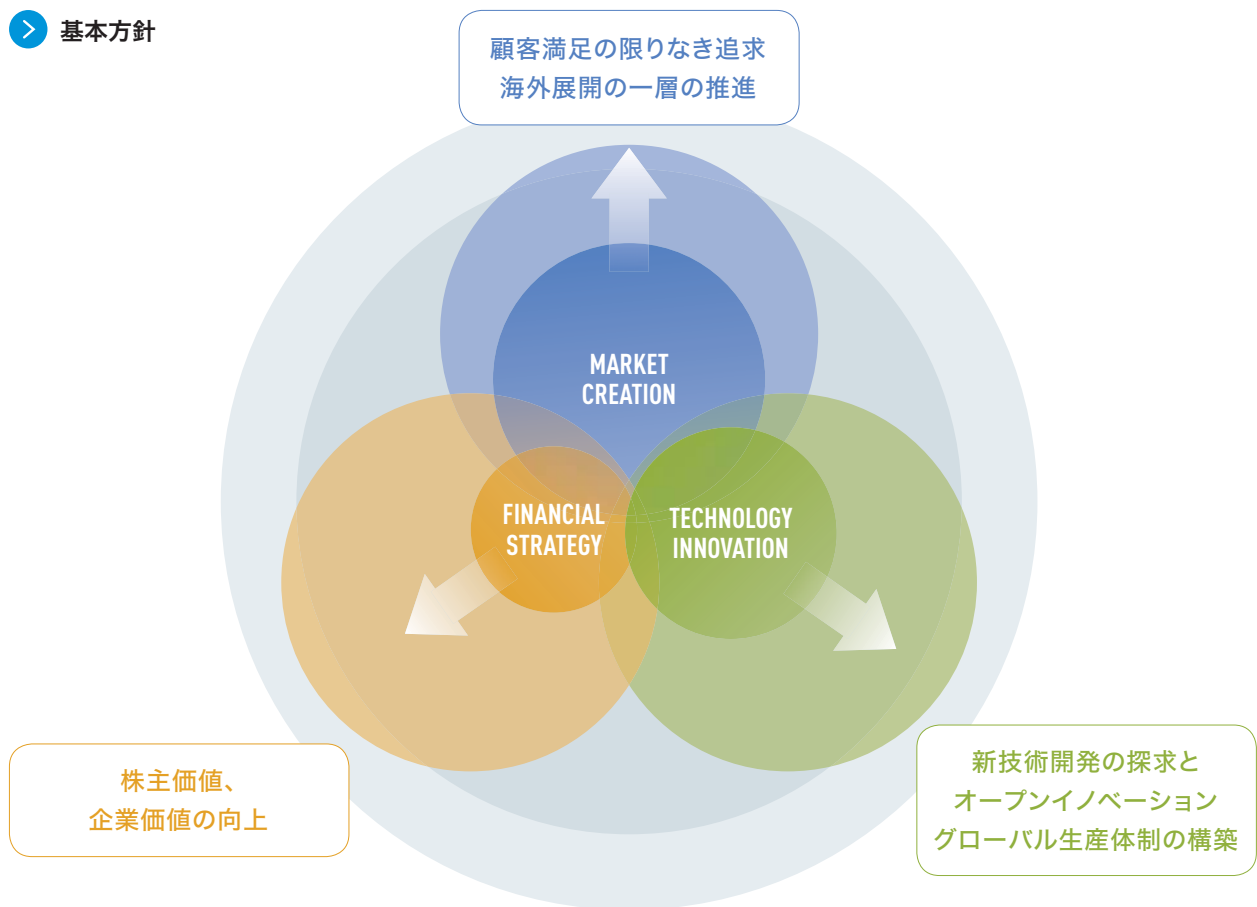 基本方針
顧客満足の限りなき追求
海外展開の一層の推進
MARKET
CREATION
FINANCIAL
STRATEGY
TECHNOLOGY
INNOVATION
株主価値、
企業価値の向上
新技術開発の探求と
オープンイノベーション
グローバル生産体制の構築